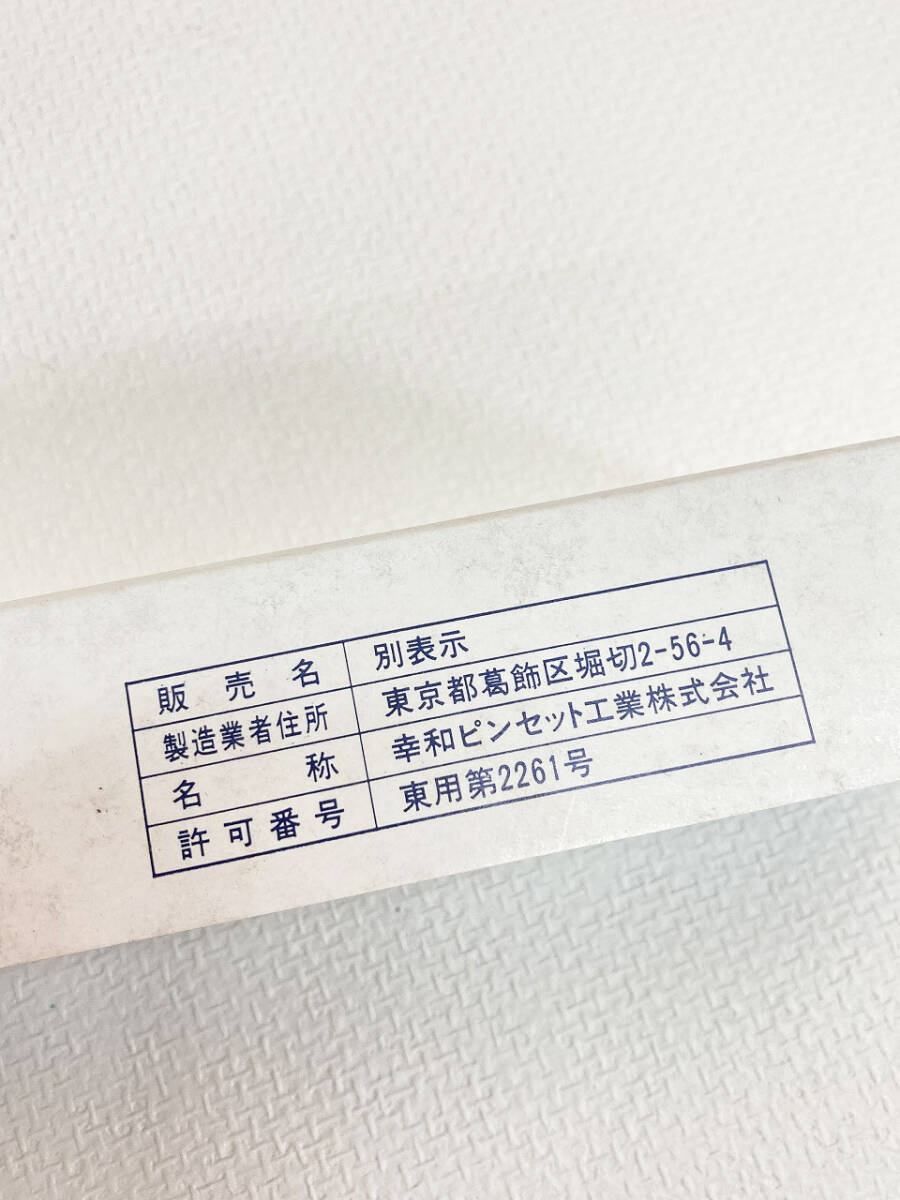 販売名 別表示
製造業者住所 東京都葛飾区堀切2-56-4
名称 幸和ピンセット工業株式会社
許可番号 東用第2261号